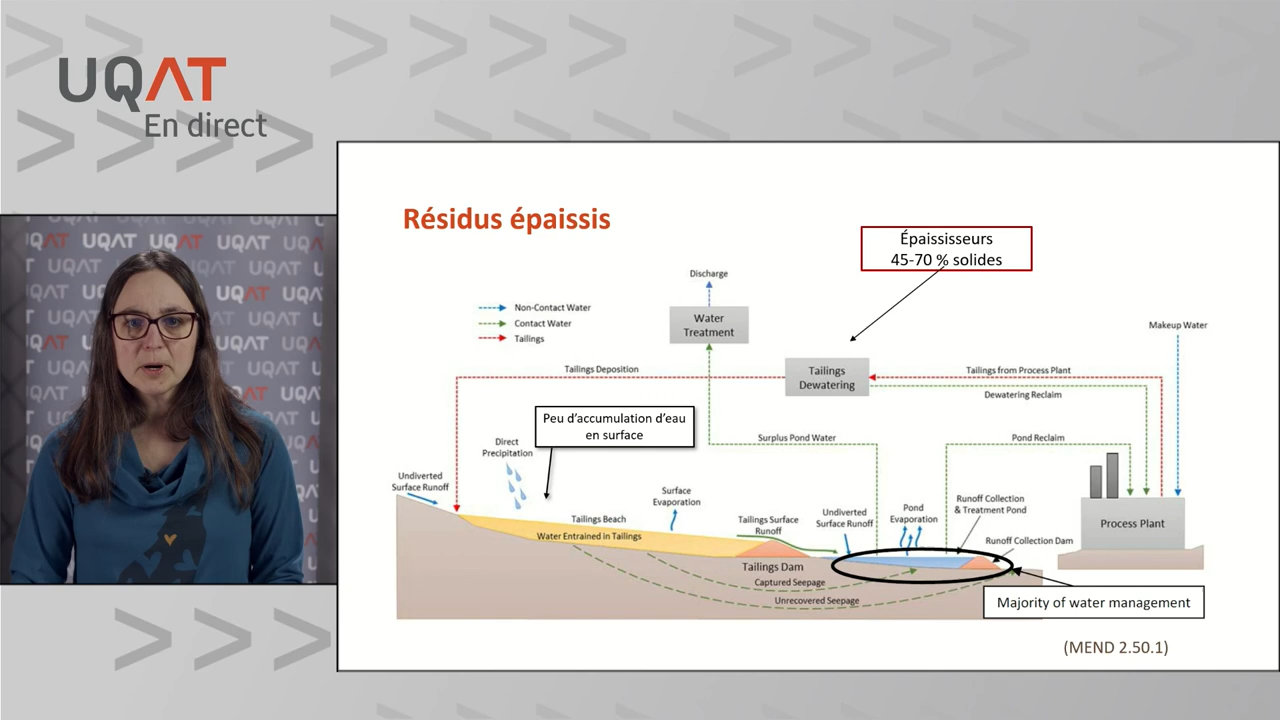 UQAT
En direct
UQAT UQAT UQAT UQAT
Résidus épaissis
Épaississeurs
45-70 % solides
Discharge
Water
Treatment
Non-Contact Water
Contact Water
Tailings
Makeup Water
Tailings Deposition
Tailings
Dewatering
Tailings from Process Plant
Dewatering Reclaim
Peu d'accumulation d'eau
en surface
Surplus Pond Water
Pond Reclaim
Direct
Precipitation
Undiverted
Surface Runoff
Surface
Evaporation
Tailings Beach
Water Entrained in Tailings
Tailings Surface
Runoff
Undiverted
Surface Runoff
Pond
Evaporation
Runoff Collection
& Treatment Pond
Runoff Collection Dam
Process Plant
Tailings Dam
Captured Seepage
Unrecovered Seepage
Majority of water management
(MEND 2.50.1)